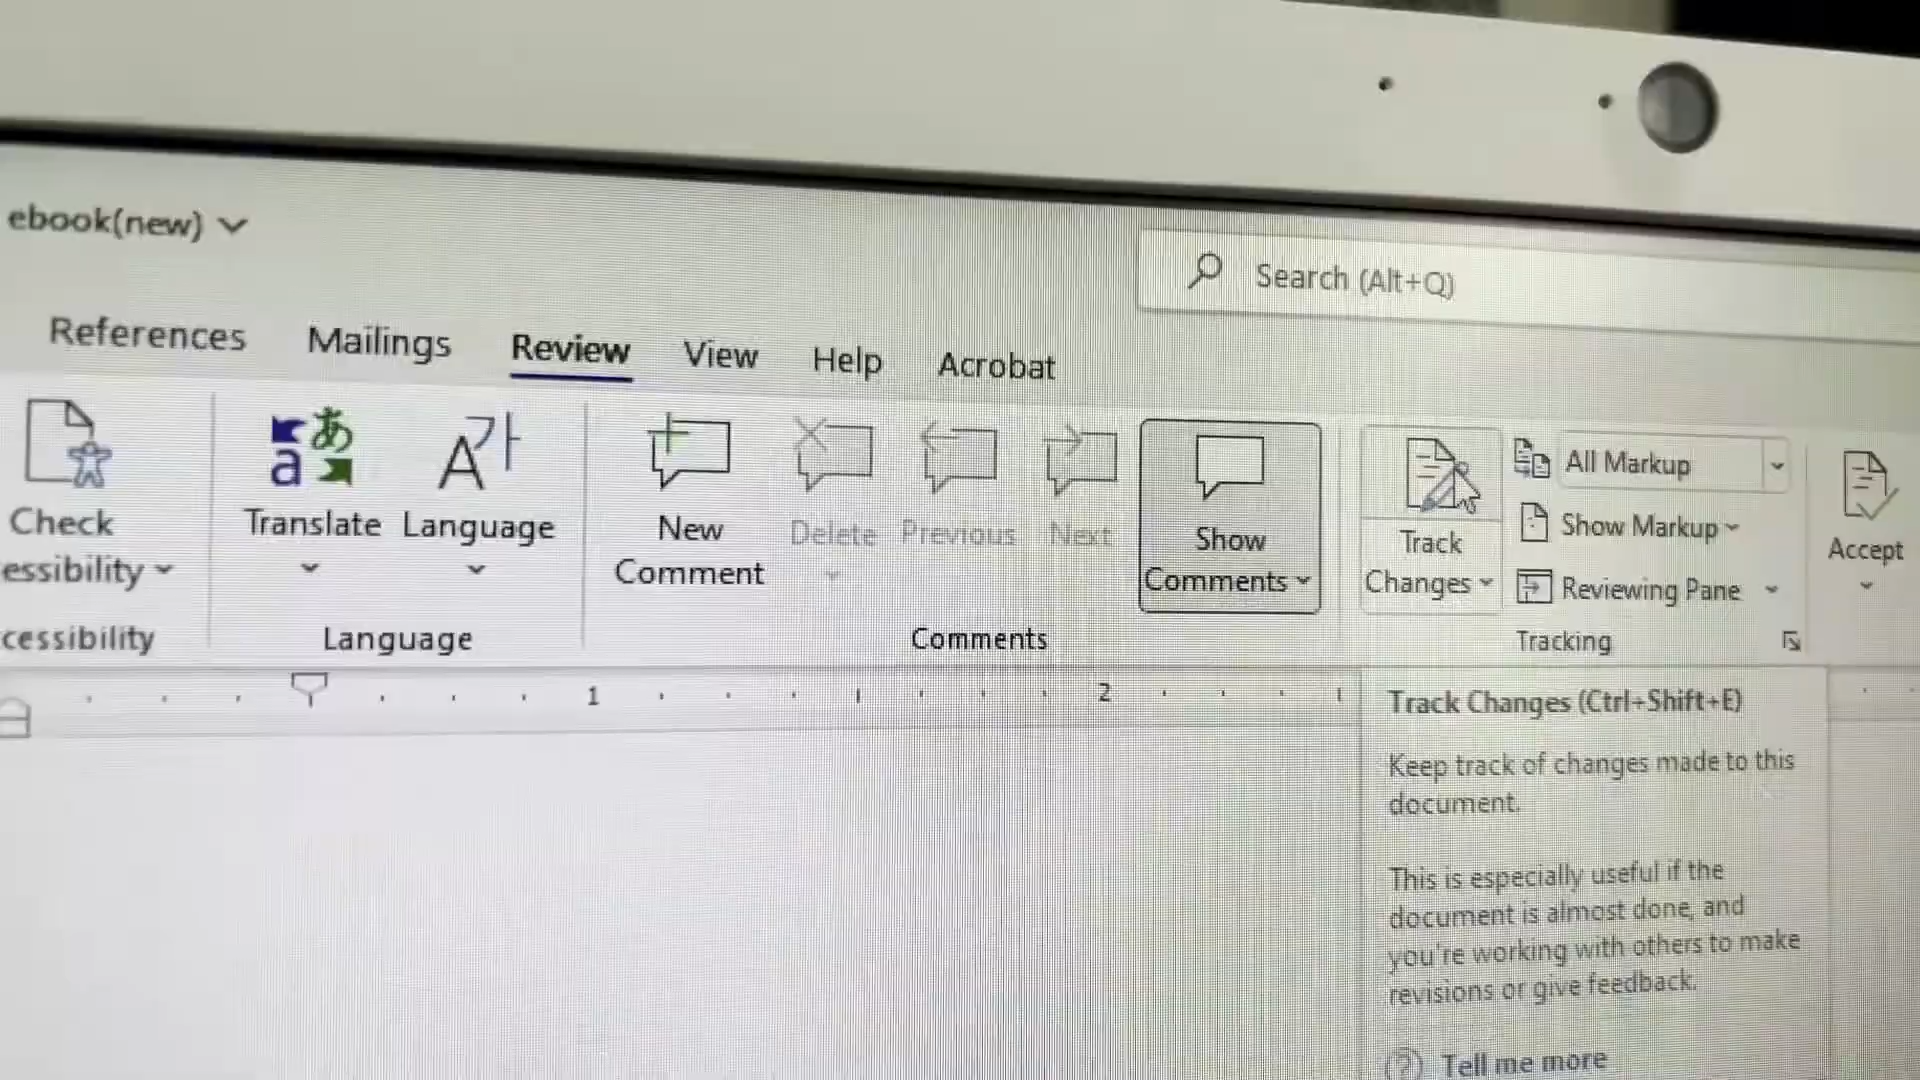 ebook(new)
Search (Alt+Q)
References Mailings Review View Help Acrobat
Check
essibility
Translate
Language
New
Comment
Delete
Previous
Next
Show
Comments
Track
Changes
All Markup
Show Markup
Reviewing Pane
Accept
cessibility
Language
Comments
Tracking
1 2
Track Changes (Ctrl+Shift+E)
Keep track of changes made to this
document.
This is especially useful if the
document is almost done, and
you're working with others to make
revisions or give feedback.
Tell me more